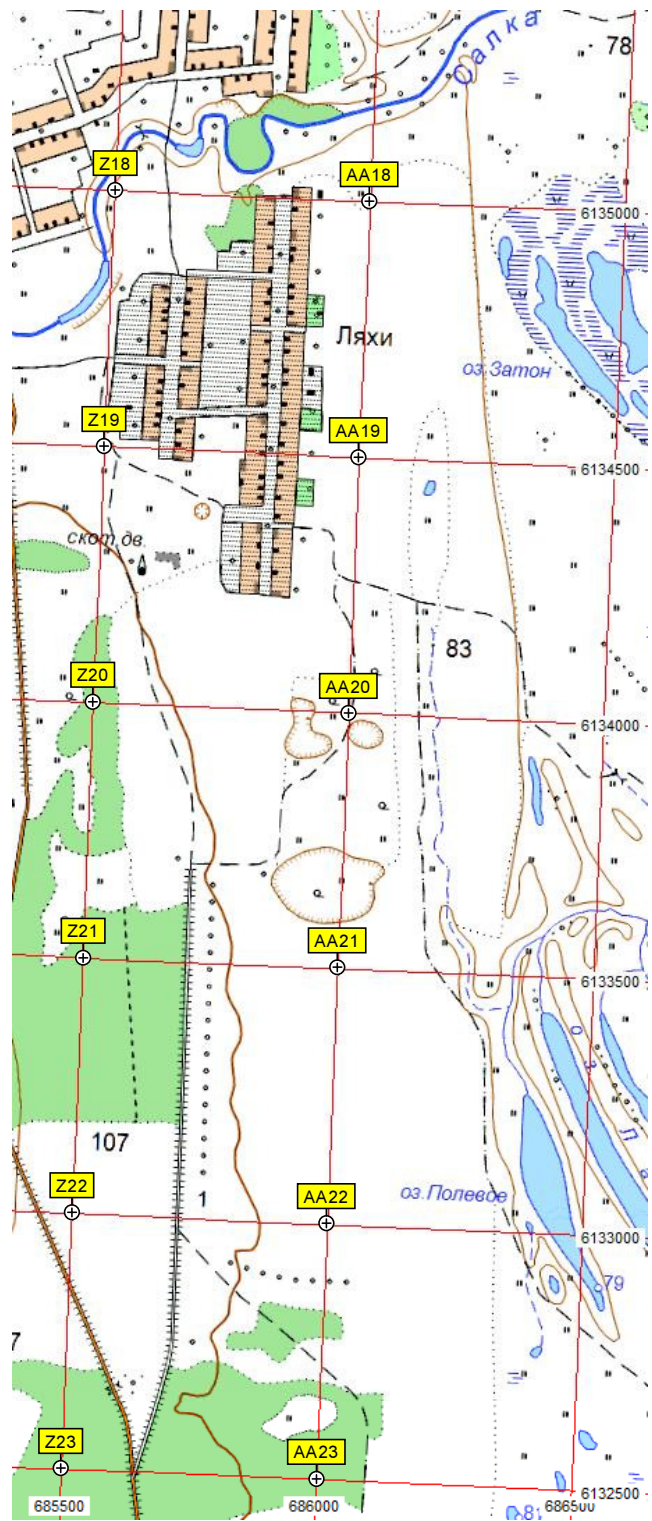 Салка
78
Z18
AA18
6135000
Ляхи
оз.Затон
Z19
AA19
6134500
скот.дв.
83
Z20
AA20
6134000
Z21
AA21
6133500
О
З
Л
107
Z22
1
AA22
оз.Полевое
6133000
79
7
Z23
AA23
6132500
685500
686000
81